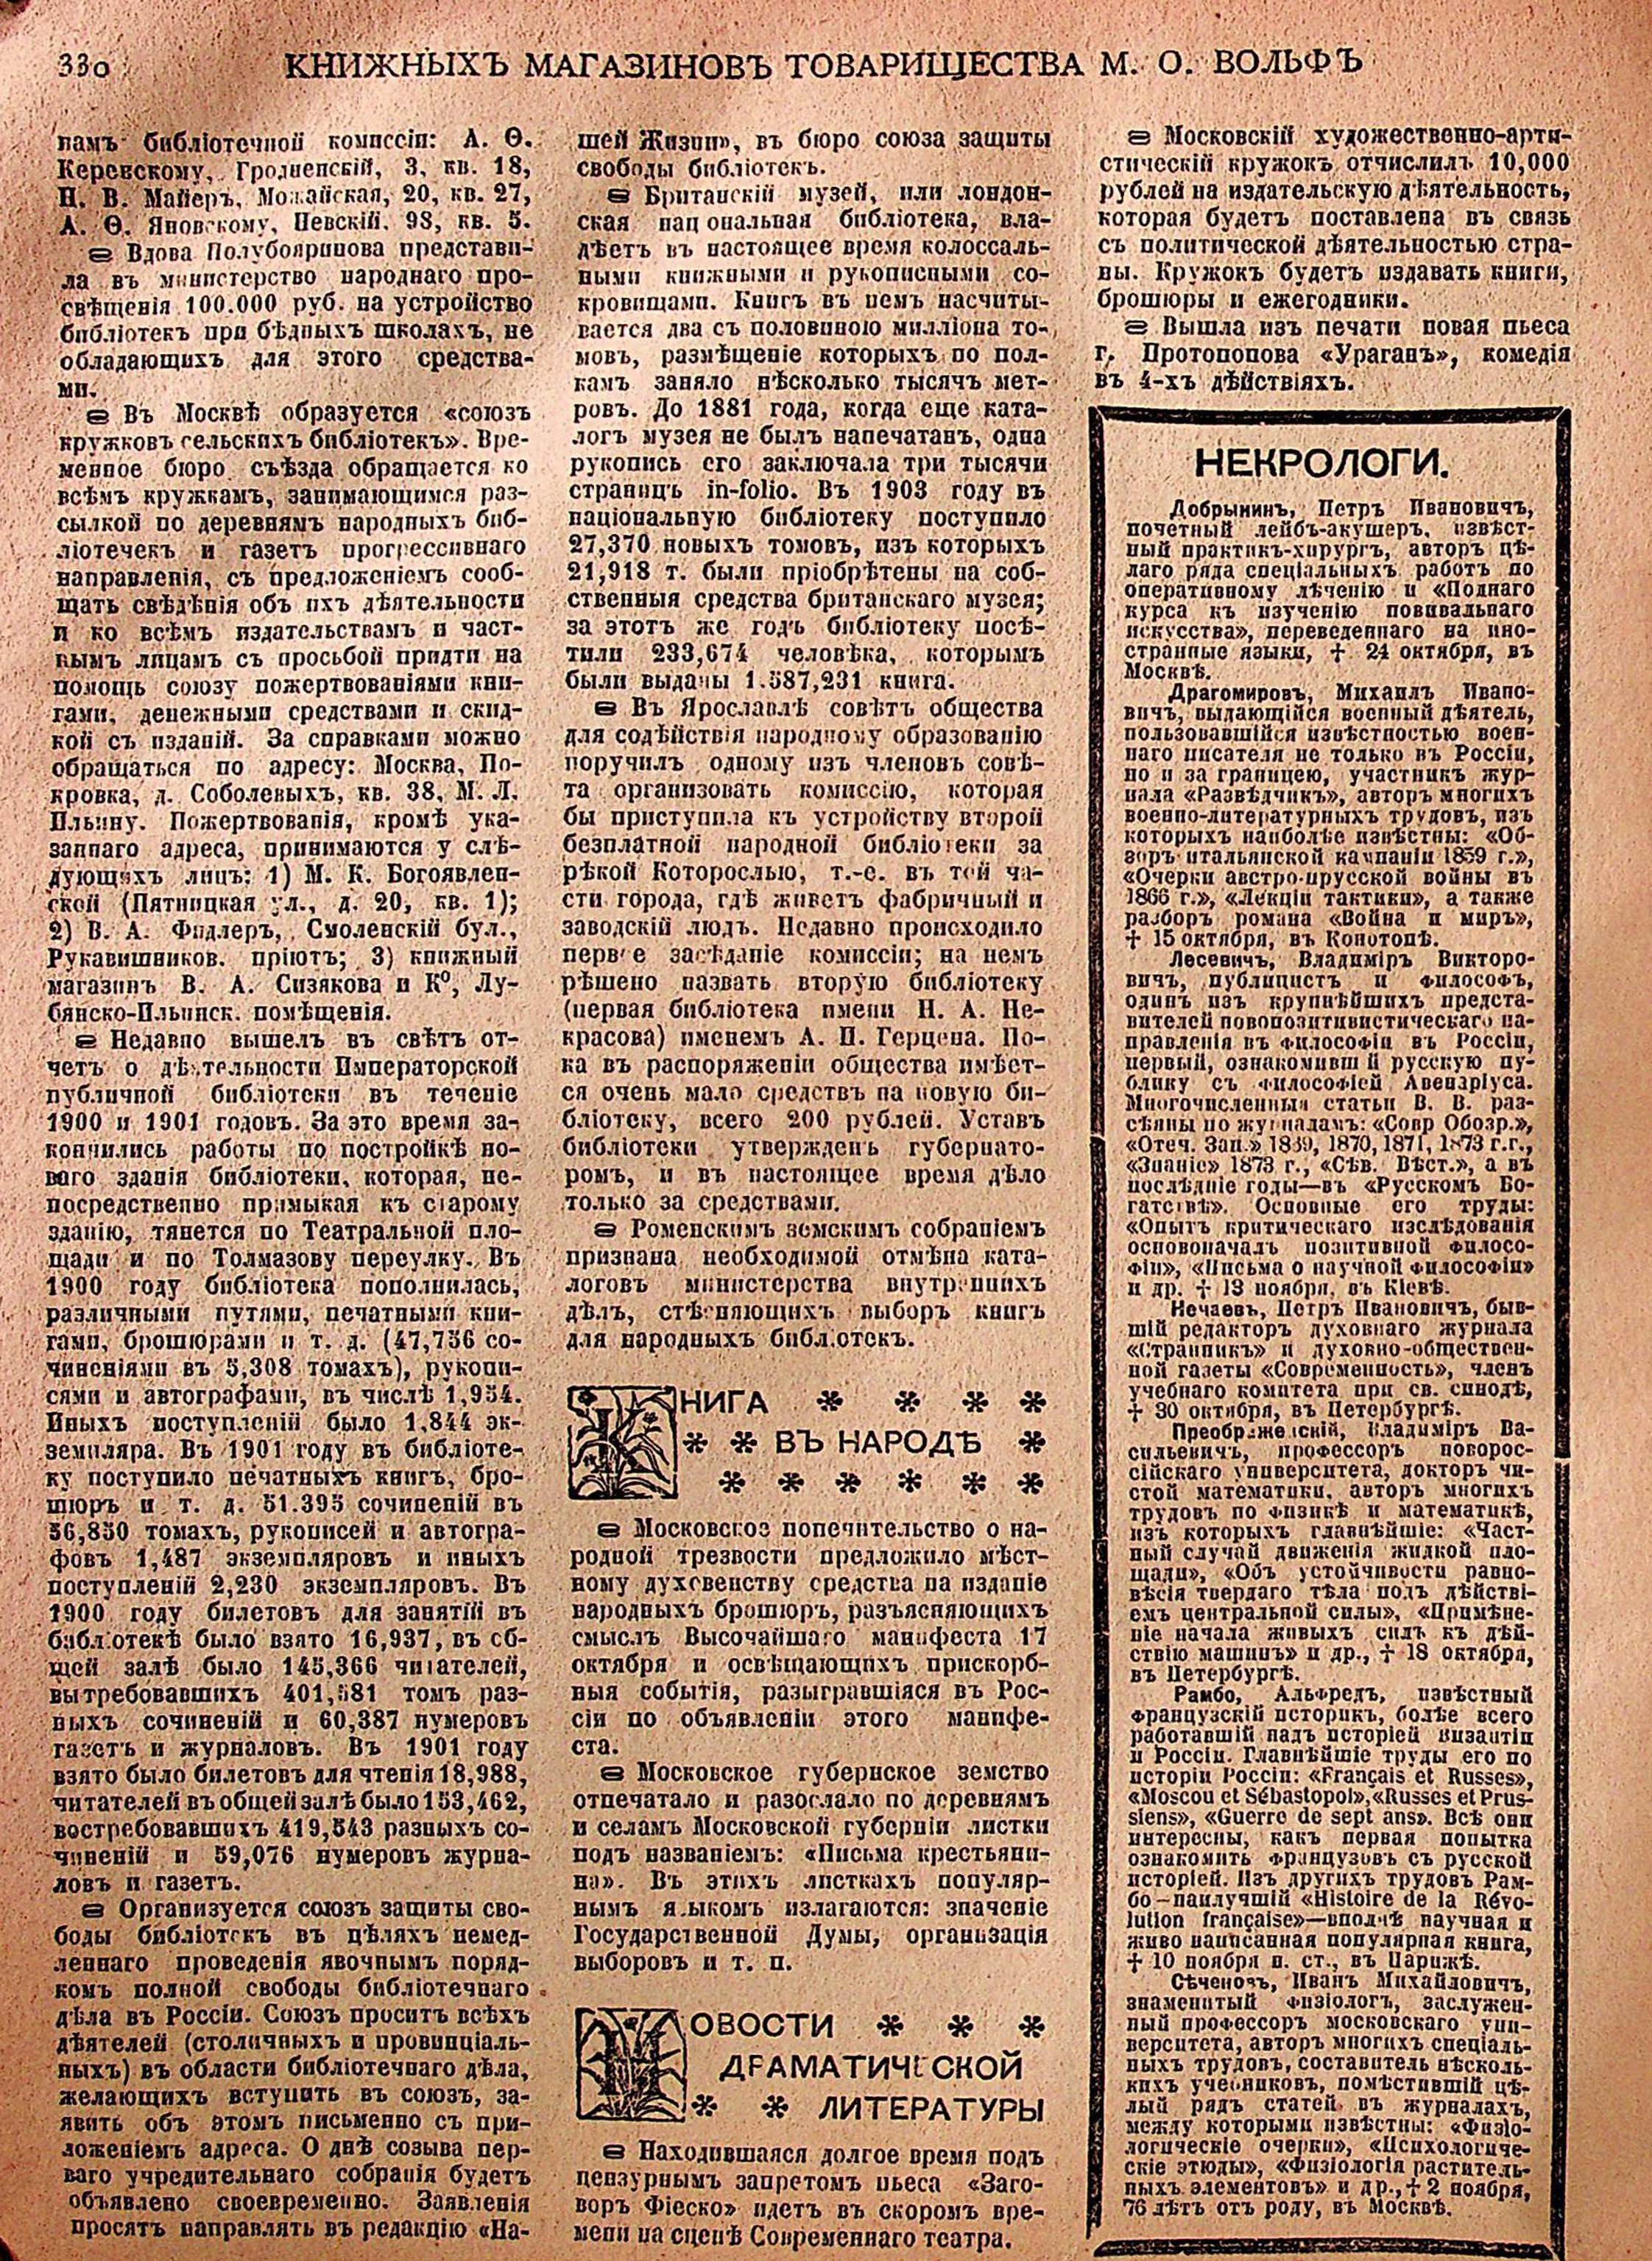 330
КНИЖНЫХЪ МАГАЗИНОВЪ ТОВАРИЩЕСТВА М. О. ВОЛЬФЪ
памъ библіотечной комиссіи: А. Ѳ.
Керевскому, Гродненскій, 3, кв. 18,
Н. В. Майеръ, Можайская, 20, кв. 27,
А. Ѳ. Яновскому, Невскій, 98, кв. 5.
Вдова Полубояринова представи-
ла въ министерство народнаго про-
свѣщенія 100.000 руб. на устройство
библіотекъ при бѣдныхъ школахъ, не
обладающихъ для этого средства-
ми.
Въ Москвѣ образуется «союзъ
кружковъ сельскихъ библіотекъ». Вре-
менное бюро съѣзда обращается ко
всѣмъ кружкамъ, занимающимся раз-
сылкой по деревнямъ народныхъ биб-
ліотечекъ и газетъ прогрессивнаго
направленія, съ предложеніемъ сооб-
щать свѣдѣнія объ ихъ дѣятельности
и ко всѣмъ издательствамъ и част-
нымъ лицамъ съ просьбой придти на
помощь союзу пожертвованіями кни-
гами, денежными средствами и скид-
кой съ изданій. За справками можно
обращаться по адресу: Москва, По-
кровка, д. Соболевыхъ, кв. 38, М. Л.
Ильину. Пожертвованія, кромѣ ука-
заннаго адреса, принимаются у слѣ-
дующихъ лицъ: 1) М. К. Богоявлен-
ской (Пятницкая ул., д. 20, кв. 1);
2) В. А. Фидлеръ, Смоленскій бул.,
Рукавишников. пріютъ; 3) книжный
магазинъ В. А. Сизякова и К⁰, Лу-
бянско-Ильинск. помѣщенія.
Недавно вышелъ въ свѣтъ от-
четъ о дѣятельности Императорской
публичной библіотеки въ теченіе
1900 и 1901 годовъ. За это время за-
кончились работы по постройкѣ но-
ваго зданія библіотеки, которая, не-
посредственно примыкая къ старому
зданію, тянется по Театральной пло-
щади и по Толмазову переулку. Въ
1900 году библіотека пополнилась,
различными путями, печатными кни-
гами, брошюрами и т. д. (47,756 со-
чиненіями въ 5,308 томахъ), рукопи-
сями и автографами, въ числѣ 1,954.
Иныхъ поступленій было 1,844 эк-
земпляра. Въ 1901 году въ библіоте-
ку поступило печатныхъ книгъ, бро-
шюръ и т. д. 51.395 сочиненій въ
56,850 томахъ, рукописей и автогра-
фовъ 1,487 экземпляровъ и иныхъ
поступленій 2,230 экземпляровъ. Въ
1900 году билетовъ для занятій въ
библ.отекѣ было взято 16,937, въ об-
щей залѣ было 145,366 читателей,
вытребовавшихъ 401,581 томъ раз-
ныхъ сочиненій и 60,387 нумеровъ
газетъ и журналовъ. Въ 1901 году
взято было билетовъ для чтенія 18,988,
читателей въ общей залѣ было 153,462,
востребовавшихъ 419,543 разныхъ со-
чиненій и 59,076 нумеровъ журна-
ловъ и газетъ.
Организуется союзъ защиты сво-
боды библіотекъ въ цѣляхъ немед-
леннаго проведенія явочнымъ поряд-
комъ полной свободы библіотечнаго
дѣла въ Россіи. Союзъ проситъ всѣхъ
дѣятелей (столичныхъ и провинціаль-
ныхъ) въ области библіотечнаго дѣла,
желающихъ вступить въ союзъ, за-
явить объ этомъ письменно съ при-
ложеніемъ адреса. О днѣ созыва пер-
ваго учредительнаго собранія будетъ
объявлено своевременно. Заявленія
просятъ направлять въ редакцію «На-
шей Жизни», въ бюро союза защиты
свободы библіотекъ.
Британскій музей, или лондон-
ская нац ональная библіотека, вла-
дѣетъ въ настоящее время колоссаль-
ными книжными и рукописными со-
кровищами. Книгъ въ немъ насчиты-
вается два съ половиною милліона то-
мовъ, размѣщеніе которыхъ по пол-
камъ заняло нѣсколько тысячъ мет-
ровъ. До 1881 года, когда еще ката-
логъ музея не былъ напечатанъ, одна
рукопись его заключала три тысячи
страницъ in-folio. Въ 1903 году въ
національную библіотеку поступило
27,370 новыхъ томовъ, изъ которыхъ
21,918 т. были пріобрѣтены на соб-
ственныя средства британскаго музея;
за этотъ же годъ библіотеку посѣ-
тили 233,674 человѣка, которымъ
были выданы 1.587,231 книга.
Въ Ярославлѣ совѣтъ общества
для содѣйствія народному образованію
поручилъ одному изъ членовъ совѣ-
та организовать комиссію, которая
бы приступила къ устройству второй
безплатной народной библіотеки за
рѣкой Которослью, т.-е. въ той ча-
сти города, гдѣ живетъ фабричный и
заводскій людъ. Недавно происходило
перв е засѣданіе комиссіи; на немъ
рѣшено назвать вторую библіотеку
(первая библіотека имени Н. А. Не-
красова) именемъ А. И. Герцена. По-
ка въ распоряженіи общества имѣет-
ся очень мало средствъ на новую би-
бліотеку, всего 200 рублей. Уставъ
библіотеки утвержденъ губернато-
ромъ, и въ настоящее время дѣло
только за средствами.
Роменскимъ земскимъ собраніемъ
признана необходимой отмѣна ката-
логовъ министерства внутреннихъ
дѣлъ, стѣсняющихъ выборъ книгъ
для народныхъ библ.отекъ.
КНИГА * * * *
* * ВЪ НАРОДѢ *
* * * * * *
Московское попечительство о на-
родной трезвости предложило мѣст-
ному духовенству средства на изданіе
народныхъ брошюръ, разъясняющихъ
смыслъ Высочайшаго манифеста 17
октября и освѣщающихъ прискорб-
ныя событія, разыгравшіяся въ Рос-
сіи по объявленіи этого манифе-
ста.
Московское губернское земство
отпечатало и разослало по деревнямъ
и селамъ Московской губерніи листки
подъ названіемъ: «Письма крестьяни-
на». Въ этихъ листкахъ популяр-
нымъ языкомъ излагаются: значеніе
Государственной Думы, организація
выборовъ и т. п.
НОВОСТИ * * *
ДРАМАТИЧЕСКОЙ
* * ЛИТЕРАТУРЫ
Находившаяся долгое время подъ
цензурнымъ запретомъ пьеса «Заго-
воръ Фіеско» идетъ въ скоромъ вре-
мени на сценѣ Современнаго театра.
Московскій художественно-арти-
стическій кружокъ отчислилъ 10,000
рублей на издательскую дѣятельность,
которая будетъ поставлена въ связь
съ политической дѣятельностью стра-
ны. Кружокъ будетъ издавать книги,
брошюры и ежегодники.
Вышла изъ печати новая пьеса
г. Протопопова «Ураганъ», комедія
въ 4-хъ дѣйствіяхъ.
НЕКРОЛОГИ.
Добрынинъ, Петръ Ивановичъ,
почетный лейбъ-акушеръ, извѣст-
ный практикъ-хирургъ, авторъ цѣ-
лаго ряда спеціальныхъ работъ по
оперативному лѣченію и «Полнаго
курса къ изученію повивальнаго
искусства», переведеннаго на ино-
странные языки, † 24 октября, въ
Москвѣ.
Драгомировъ, Михаилъ Ивано-
вичъ, выдающійся военный дѣятель,
пользовавшійся извѣстностью воен-
наго писателя не только въ Россіи,
но и за границею, участникъ жур-
нала «Развѣдчикъ», авторъ многихъ
военно-литературныхъ трудовъ, изъ
которыхъ наиболѣе извѣстны: «Об-
зоръ итальянской кампаніи 1859 г.»,
«Очерки австро-прусской войны въ
1866 г.», «Лекціи тактики», а также
разборъ романа «Война и миръ»,
† 15 октября, въ Конотопѣ.
Лесевичъ, Владиміръ Викторо-
вичъ, публицистъ и философъ,
одинъ изъ крупнѣйшихъ предста-
вителей новопозитивистическаго на-
правленія въ философіи въ Россіи,
первый, ознакомивш й русскую пу-
блику съ философіей Авенаріуса.
Многочисленныя статьи В. В. раз-
сѣяны по журналамъ: «Совр Обозр.»,
«Отеч. Зап.» 1869, 1870, 1871, 1873 г.г.,
«Знаніе» 1873 г., «Сѣв. Вѣст.», а въ
послѣдніе годы—въ «Русскомъ Бо-
гатствѣ». Основные его труды:
«Опытъ критическаго изслѣдованія
основоначалъ позитивной филосо-
фіи», «Письма о научной философіи»
и др. † 13 ноября, въ Кіевѣ.
Нечаевъ, Петръ Ивановичъ, быв-
шій редакторъ духовнаго журнала
«Странникъ» и духовно-обществен-
ной газеты «Современность», членъ
учебнаго комитета при св. синодѣ,
† 30 октября, въ Петербургѣ.
Преображенскій, Владиміръ Ва-
сильевичъ, профессоръ новорос-
сійскаго университета, докторъ чи-
стой математики, авторъ многихъ
трудовъ по физикѣ и математикѣ,
изъ которыхъ главнѣйшіе: «Част-
ный случай движенія жидкой пло-
щади», «Объ устойчивости равно-
вѣсія твердаго тѣла подъ дѣйстві-
емъ центральной силы», «Примѣне-
ніе начала живыхъ силъ къ дѣй-
ствію машинъ» и др., † 18 октября,
въ Петербургѣ.
Рамбо, Альфредъ, извѣстный
французскій историкъ, болѣе всего
работавшій надъ исторіей Византіи
и Россіи. Главнѣйшіе труды его по
исторіи Россіи: «Français et Russes»,
«Moscou et Sébastopol», «Russes et Prus-
siens», «Guerre de sept ans». Всѣ они
интересны, какъ первая попытка
ознакомить французовъ съ русской
исторіей. Изъ другихъ трудовъ Рам-
бо—наилучшій «Histoire de la Révo-
lution française»—вполнѣ научная и
живо написанная популярная книга,
† 10 ноября н. ст., въ Парижѣ.
Сѣченовъ, Иванъ Михайловичъ,
знаменитый физіологъ, заслужен-
ный профессоръ московскаго уни-
верситета, авторъ многихъ спеціаль-
ныхъ трудовъ, составитель нѣсколь-
кихъ учебниковъ, помѣстившій цѣ-
лый рядъ статей въ журналахъ,
между которыми извѣстны: «Физіо-
логическіе очерки», «Психологиче-
скіе этюды», «Физіологія раститель-
ныхъ элементовъ» и др., † 2 ноября,
76 лѣтъ отъ роду, въ Москвѣ.